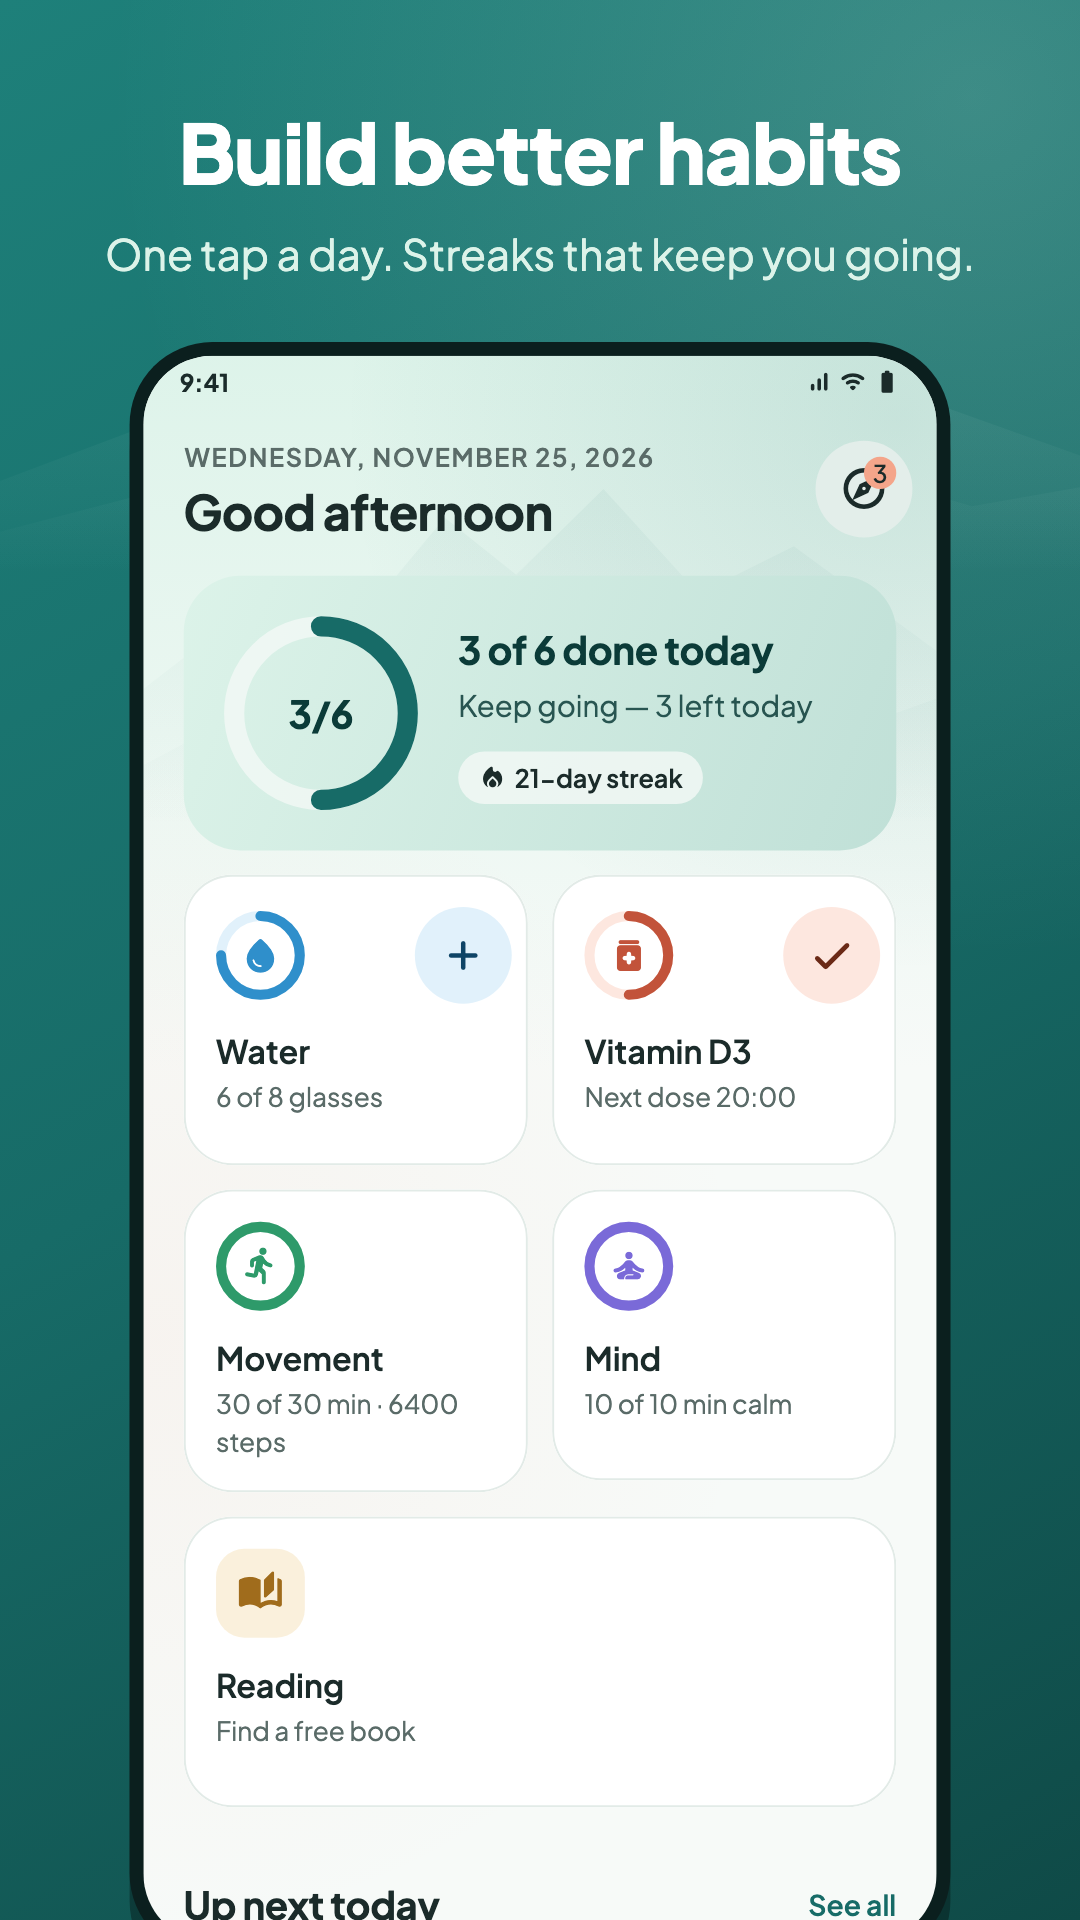 Build better habits
One tap a day. Streaks that keep you going.
9:41
WEDNESDAY, NOVEMBER 25, 2026
3
Good afternoon
3/6
3 of 6 done today
Keep going — 3 left today
21-day streak
Water
6 of 8 glasses
Vitamin D3
Next dose 20:00
Movement
30 of 30 min · 6400
steps
Mind
10 of 10 min calm
Reading
Find a free book
Up next today
See all